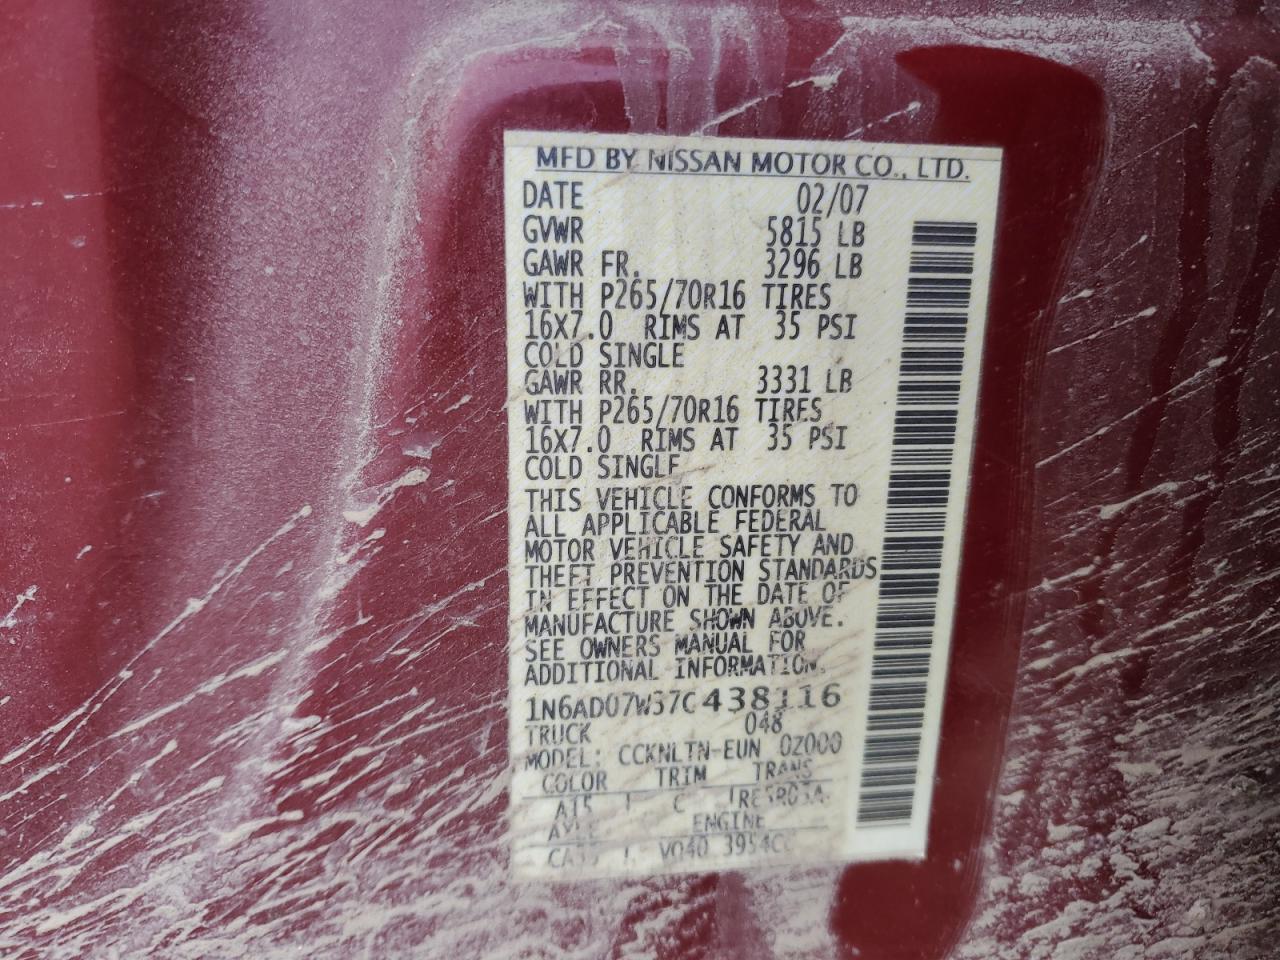 MFD BY NISSAN MOTOR CO., LTD.
DATE 02/07
GVWR 5815 LB
GAWR FR. 3296 LB
WITH P265/70R16 TIRES
16X7.0 RIMS AT 35 PSI
COLD SINGLE
GAWR RR. 3331 LB
WITH P265/70R16 TIRES
16X7.0 RIMS AT 35 PSI
COLD SINGLE
THIS VEHICLE CONFORMS TO
ALL APPLICABLE FEDERAL
MOTOR VEHICLE SAFETY AND
THEFT PREVENTION STANDARDS
IN EFFECT ON THE DATE OF
MANUFACTURE SHOWN ABOVE.
SEE OWNERS MANUAL FOR
ADDITIONAL INFORMATION.
1N6AD07W57C438116
TRUCK 048
MODEL: CCKNLTN-EUN 0Z000
COLOR TRIM TRANS
A15 C RE5R05A
AXLE ENGINE
VQ40 3954CC